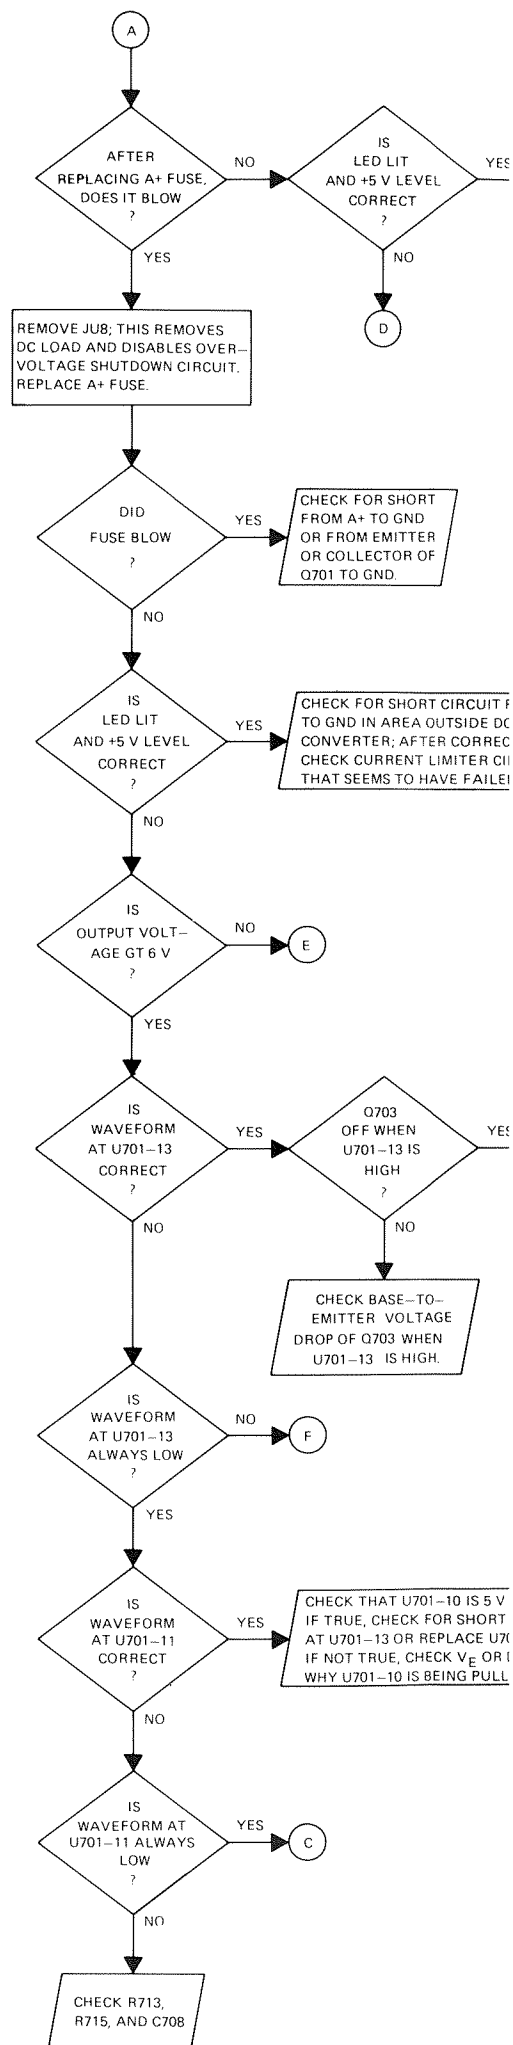 A
AFTER
REPLACING A+ FUSE,
DOES IT BLOW
?
NO
IS
LED LIT
AND +5 V LEVEL
CORRECT
?
YES
YES
NO
D
REMOVE JU8; THIS REMOVES
DC LOAD AND DISABLES OVER—
VOLTAGE SHUTDOWN CIRCUIT.
REPLACE A+ FUSE.
DID
FUSE BLOW
?
YES
CHECK FOR SHORT
FROM A+ TO GND
OR FROM EMITTER
OR COLLECTOR OF
Q701 TO GND.
NO
IS
LED LIT
AND +5 V LEVEL
CORRECT
?
YES
CHECK FOR SHORT CIRCUIT
TO GND IN AREA OUTSIDE
CONVERTER; AFTER
CHECK CURRENT LIMITER
THAT SEEMS TO HAVE
NO
IS
OUTPUT VOLT—
AGE GT 6 V
?
NO
E
YES
IS
WAVEFORM
AT U701—13
CORRECT
?
YES
Q703
OFF WHEN
U701—13 IS
HIGH
?
YES
NO
NO
CHECK BASE—TO—
EMITTER VOLTAGE
DROP OF Q703 WHEN
U701—13 IS HIGH.
IS
WAVEFORM
AT U701—13
ALWAYS LOW
?
NO
F
YES
IS
WAVEFORM
AT U701—11
CORRECT
?
YES
CHECK THAT U701—10 IS 5 V
IF TRUE, CHECK FOR SHORT
AT U701—13 OR REPLACE
IF NOT TRUE, CHECK VE OR
WHY U701—10 IS BEING
NO
IS
WAVEFORM AT
U701—11 ALWAYS
LOW
?
YES
C
NO
CHECK R713,
R715, AND C708